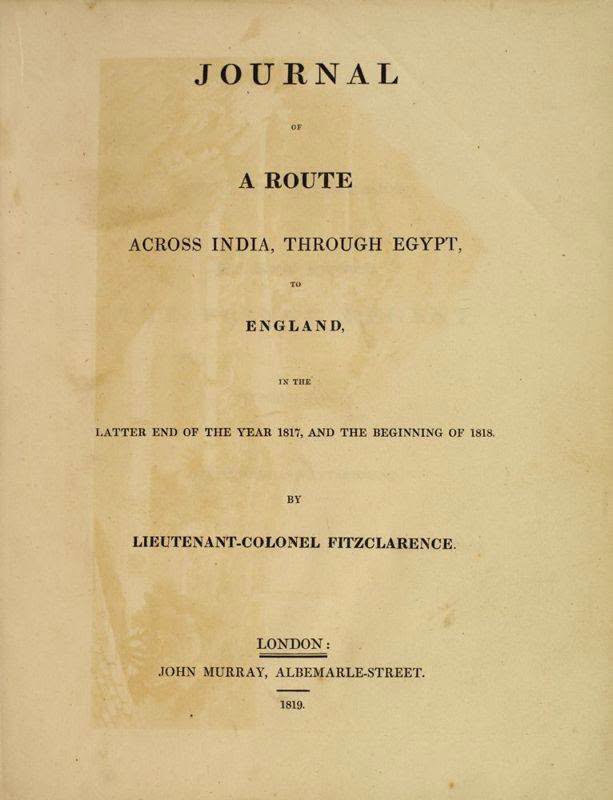 JOURNAL
OF
A ROUTE
ACROSS INDIA, THROUGH EGYPT,
TO
ENGLAND,
IN THE
LATTER END OF THE YEAR 1817, AND THE BEGINNING OF 1818.
BY
LIEUTENANT-COLONEL FITZCLARENCE.
LONDON:
JOHN MURRAY, ALBEMARLE-STREET.
1819.